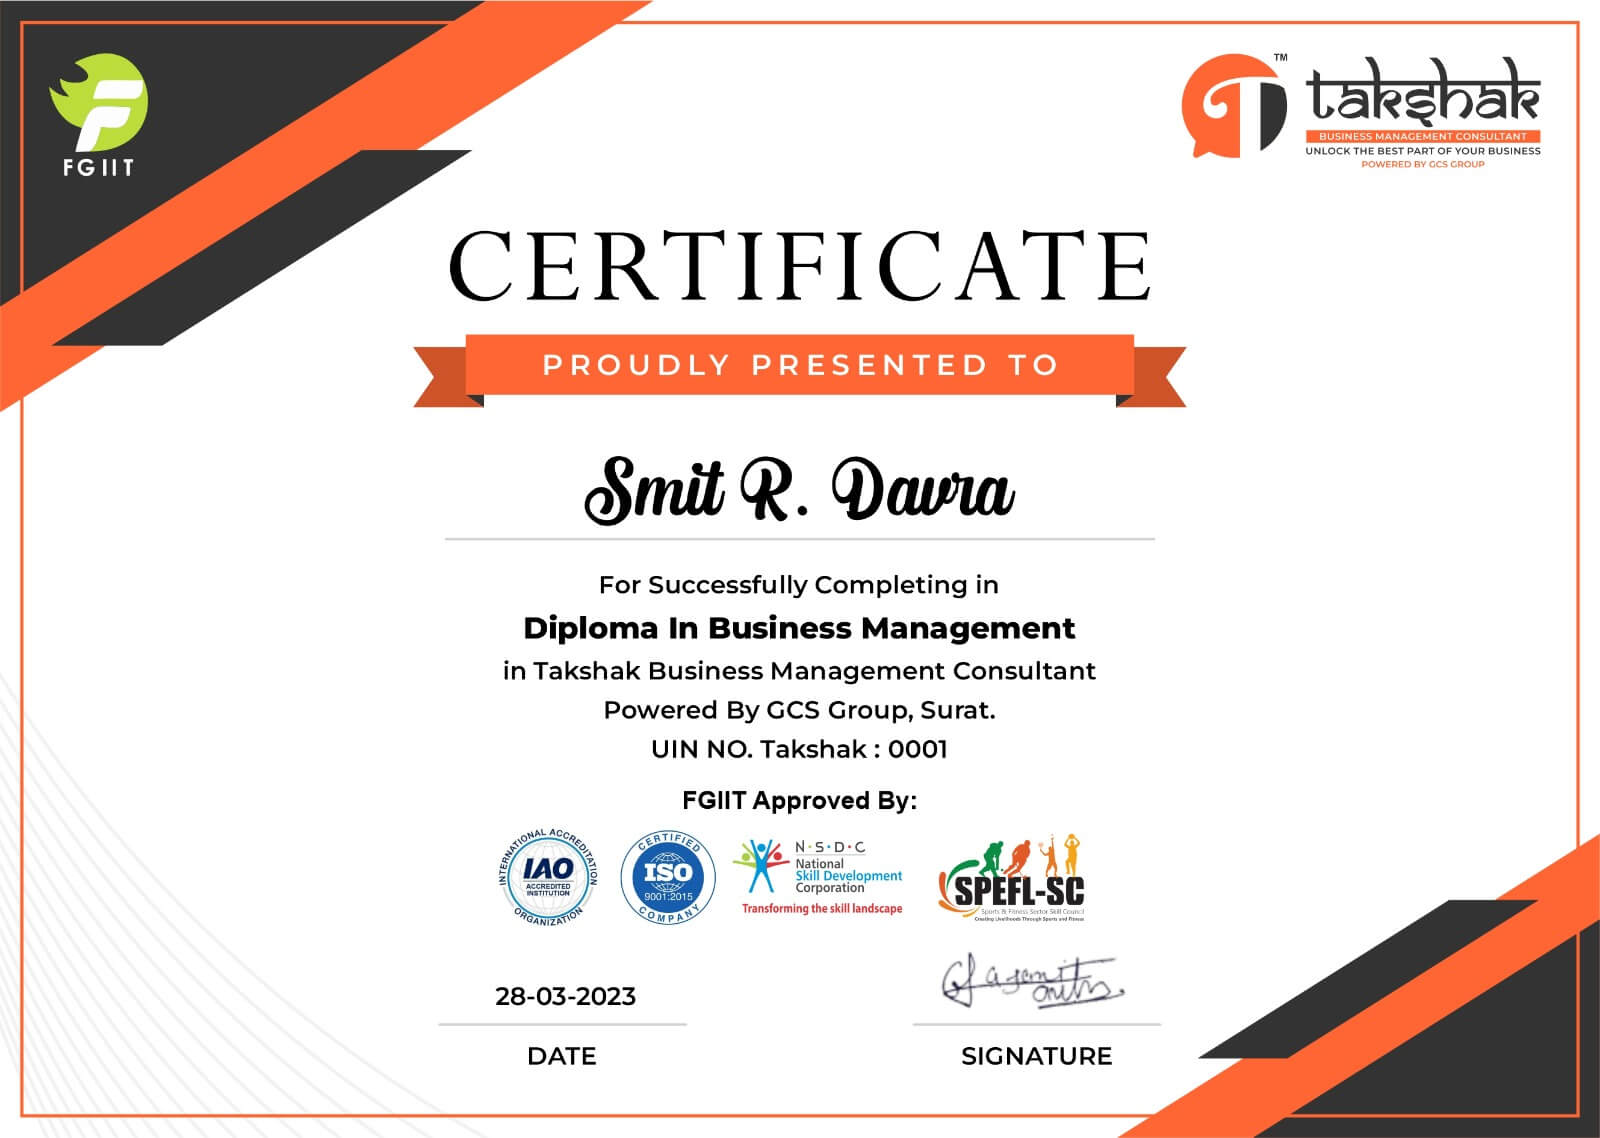 FGIIT
TM
takshak
BUSINESS MANAGEMENT CONSULTANT
UNLOCK THE BEST PART OF YOUR BUSINESS
POWERED BY GCS GROUP
CERTIFICATE
PROUDLY PRESENTED TO
Smit R. Davra
For Successfully Completing in
Diploma In Business Management
in Takshak Business Management Consultant
Powered By GCS Group, Surat.
UIN NO. Takshak : 0001
FGIIT Approved By:
INTERNATIONAL ACCREDITATION
IAO
ACCREDITED
INSTITUTION
ORGANIZATION
CERTIFIED
ISO
9001:2015
COMPANY
N·S·D·C
National
Skill Development
Corporation
Transforming the skill landscape
SPEFL-SC
Sports & Fitness Sector Skill Council
Creating Livelihoods Through Sports and Fitness
28-03-2023
DATE
SIGNATURE